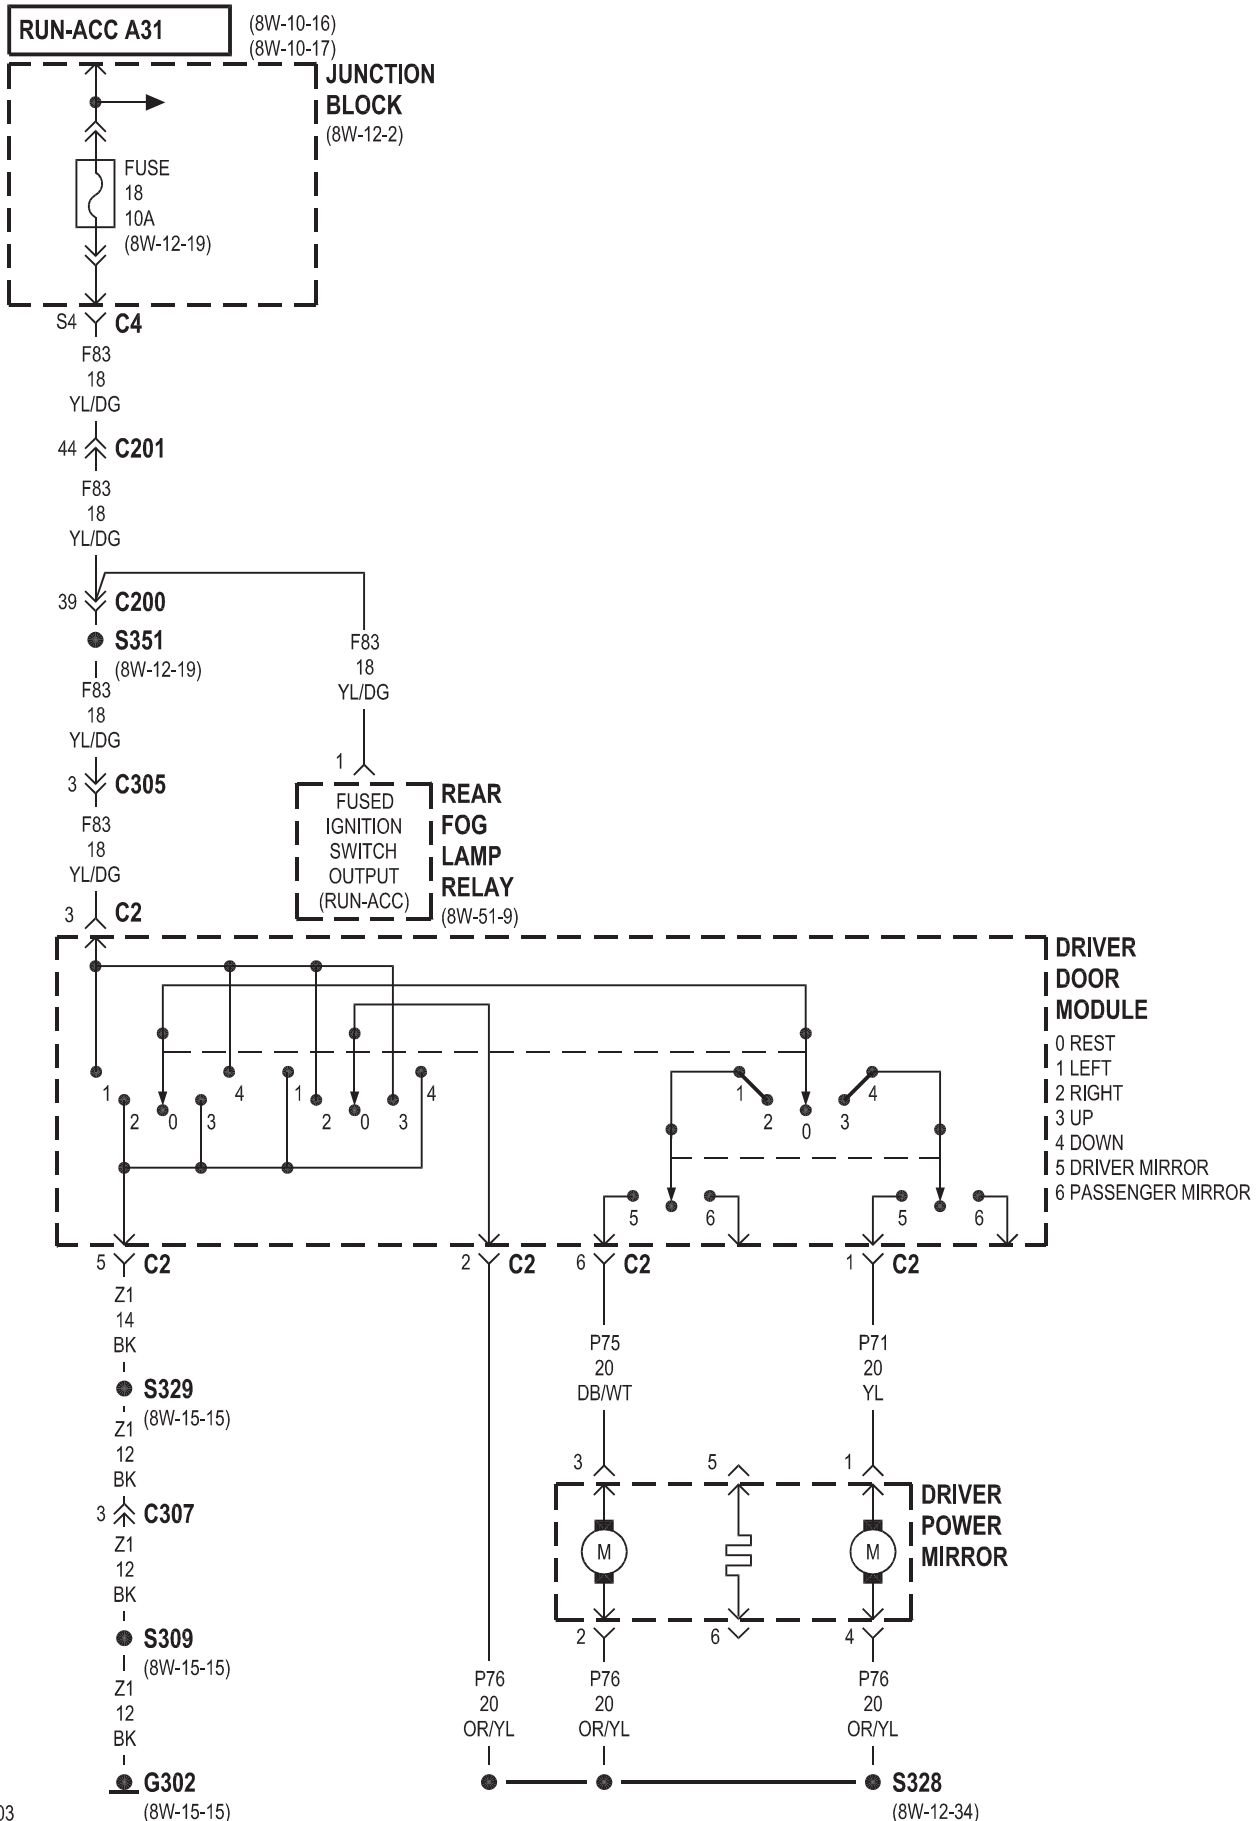 RUN-ACC A31
(8W-10-16)
(8W-10-17)
JUNCTION
BLOCK
(8W-12-2)
FUSE
18
10A
(8W-12-19)
S4
C4
F83
18
YL/DG
44
C201
F83
18
YL/DG
39
C200
S351
(8W-12-19)
F83
18
YL/DG
F83
18
YL/DG
3
C305
1
FUSED
IGNITION
SWITCH
OUTPUT
(RUN-ACC)
REAR
FOG
LAMP
RELAY
(8W-51-9)
F83
18
YL/DG
3
C2
DRIVER
DOOR
MODULE
0 REST
1 LEFT
2 RIGHT
3 UP
4 DOWN
5 DRIVER MIRROR
6 PASSENGER MIRROR
1
2
0
3
4
1
2
0
3
4
1
2
0
3
4
5
6
5
6
5
C2
2
C2
6
C2
1
C2
Z1
14
BK
P75
20
DB/WT
P71
20
YL
S329
(8W-15-15)
Z1
12
BK
3
C307
3
5
1
DRIVER
POWER
MIRROR
M
M
Z1
12
BK
2
6
4
S309
(8W-15-15)
Z1
12
BK
P76
20
OR/YL
P76
20
OR/YL
P76
20
OR/YL
G302
(8W-15-15)
S328
(8W-12-34)
03